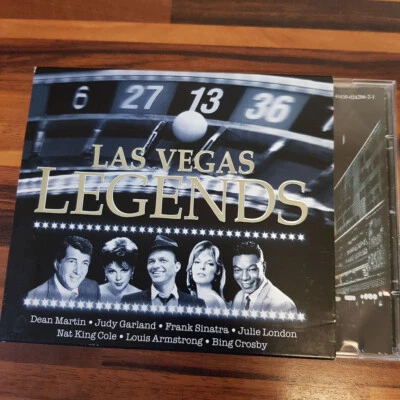 6 27 13 36
LAS VEGAS
LEGENDS
Dean Martin • Judy Garland • Frank Sinatra • Julie London
Nat King Cole • Louis Armstrong • Bing Crosby